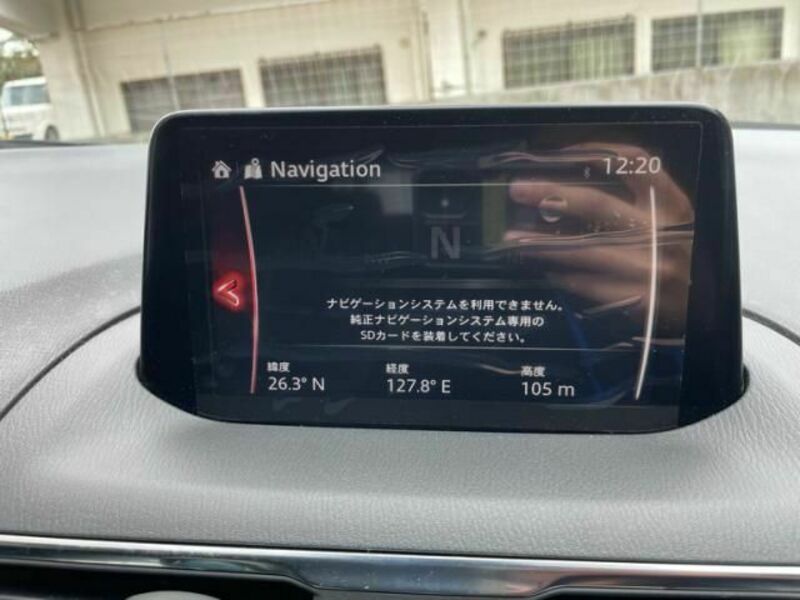 Navigation 12:20
N
ナビゲーションシステムを利用できません。
純正ナビゲーションシステム専用の
SDカードを装着してください。
緯度 経度 高度
26.3° N 127.8° E 105 m